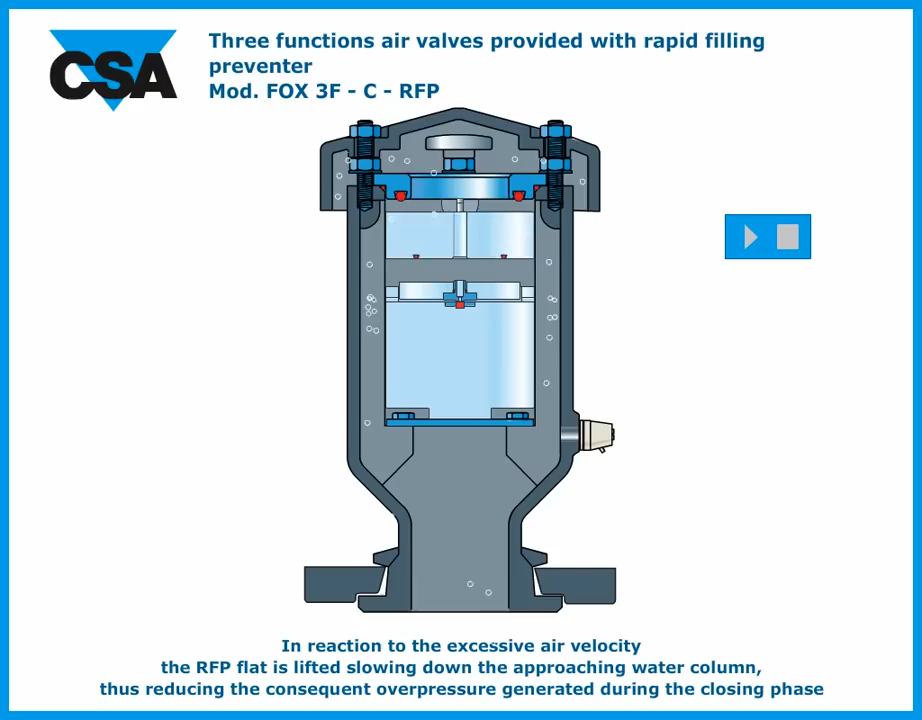 CSA
Three functions air valves provided with rapid filling
preventer
Mod. FOX 3F - C - RFP
In reaction to the excessive air velocity
the RFP flat is lifted slowing down the approaching water column,
thus reducing the consequent overpressure generated during the closing phase